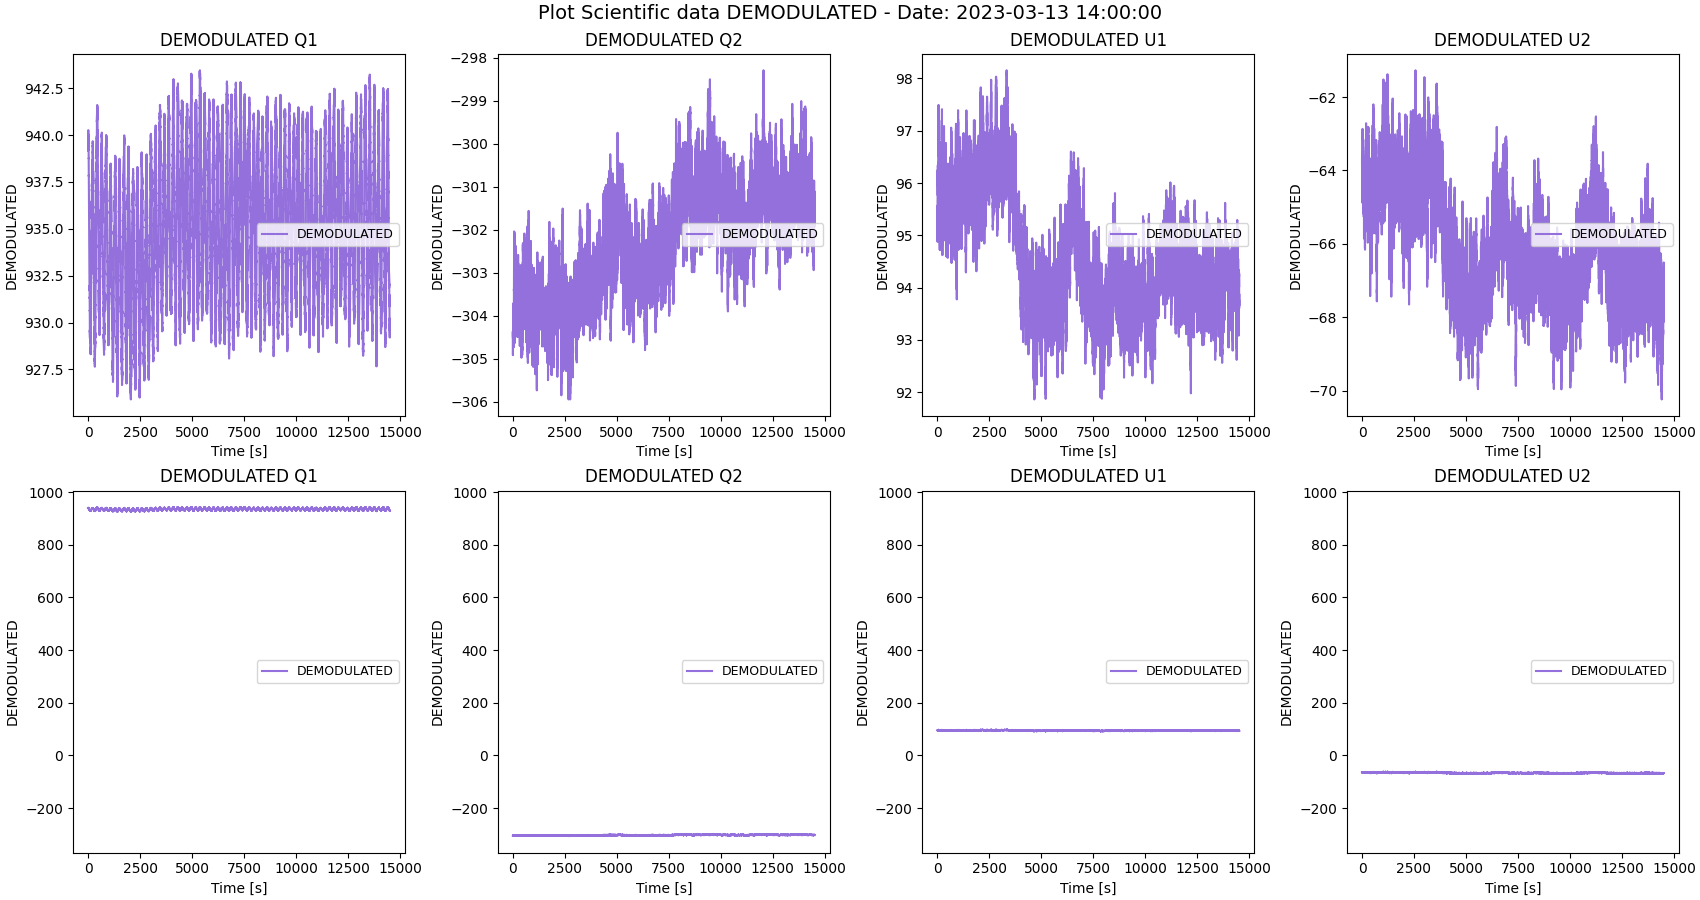 Plot Scientific data DEMODULATED - Date: 2023-03-13 14:00:00
DEMODULATED Q1
DEMODULATED
942.5
940.0
937.5
935.0
932.5
930.0
927.5
DEMODULATED
0 2500 5000 7500 10000 12500 15000
Time [s]
DEMODULATED Q2
DEMODULATED
−298
−299
−300
−301
−302
−303
−304
−305
−306
DEMODULATED
0 2500 5000 7500 10000 12500 15000
Time [s]
DEMODULATED U1
DEMODULATED
98
97
96
95
94
93
92
DEMODULATED
0 2500 5000 7500 10000 12500 15000
Time [s]
DEMODULATED U2
DEMODULATED
−62
−64
−66
−68
−70
DEMODULATED
0 2500 5000 7500 10000 12500 15000
Time [s]
DEMODULATED Q1
DEMODULATED
1000
800
600
400
200
0
−200
DEMODULATED
0 2500 5000 7500 10000 12500 15000
Time [s]
DEMODULATED Q2
DEMODULATED
1000
800
600
400
200
0
−200
DEMODULATED
0 2500 5000 7500 10000 12500 15000
Time [s]
DEMODULATED U1
DEMODULATED
1000
800
600
400
200
0
−200
DEMODULATED
0 2500 5000 7500 10000 12500 15000
Time [s]
DEMODULATED U2
DEMODULATED
1000
800
600
400
200
0
−200
DEMODULATED
0 2500 5000 7500 10000 12500 15000
Time [s]